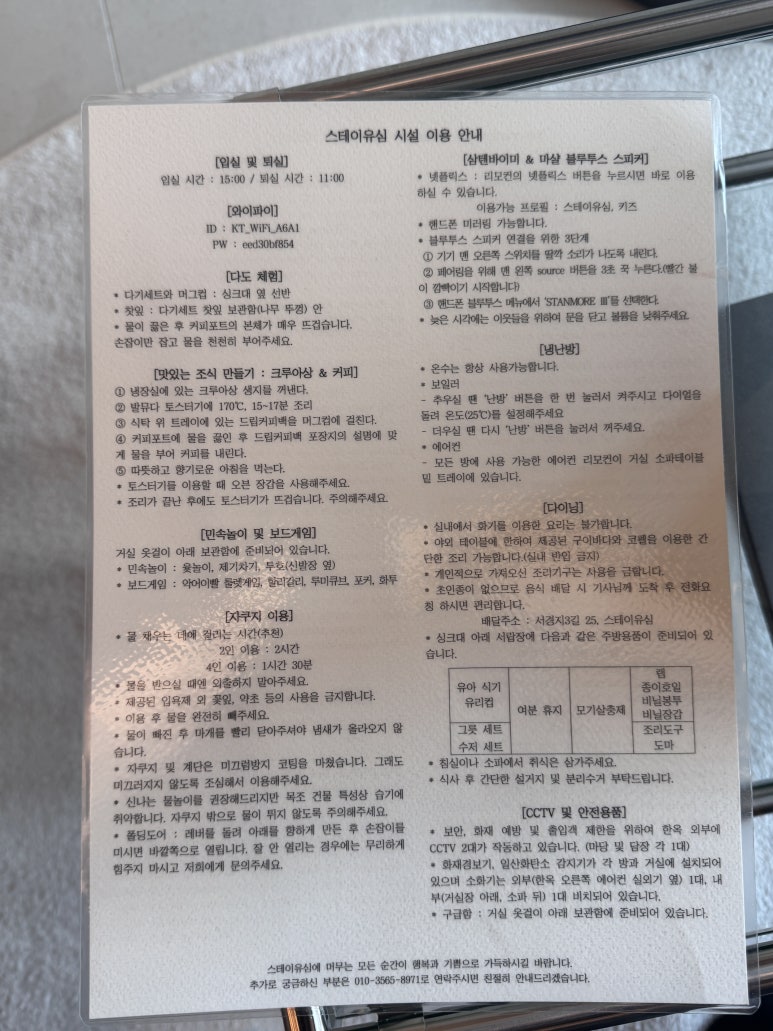 스테이유심 시설 이용 안내
[입실 및 퇴실]
입실 시간 : 15:00 / 퇴실 시간 : 11:00
[와이파이]
ID : KT_WiFi_A6A1
PW : eed30bf854
[다도 체험]
* 다기세트와 머그컵 : 싱크대 옆 선반
* 찻잎 : 다기세트 찻잎 보관함(나무 뚜껑) 안
* 물이 끓은 후 커피포트의 본체가 매우 뜨겁습니다.
손잡이만 잡고 물을 천천히 부어주세요.
[맛있는 조식 만들기 : 크루아상 & 커피]
① 냉장실에 있는 크루아상 생지를 꺼낸다.
② 발뮤다 토스터기에 170℃, 15~17분 조리
③ 식탁 위 트레이에 있는 드립커피백을 머그컵에 걸친다.
④ 커피포트에 물을 끓인 후 드립커피백 포장지의 설명에 맞
게 물을 부어 커피를 내린다.
⑤ 따뜻하고 향기로운 아침을 먹는다.
* 토스터기를 이용할 때 오븐 장갑을 사용해주세요.
* 조리가 끝난 후에도 토스터기가 뜨겁습니다. 주의해주세요.
[민속놀이 및 보드게임]
거실 옷걸이 아래 보관함에 준비되어 있습니다.
* 민속놀이 : 윷놀이, 제기차기, 투호(신발장 옆)
* 보드게임 : 악어이빨 룰렛게임, 할리갈리, 루미큐브, 포커, 화투
[자쿠지 이용]
* 물 채우는 데에 걸리는 시간(추천)
2인 이용 : 2시간
4인 이용 : 1시간 30분
* 물을 받으실 때엔 외출하지 말아주세요.
* 제공된 입욕제 외 꽃잎, 약초 등의 사용을 금지합니다.
* 이용 후 물을 완전히 빼주세요.
* 물이 빠진 후 마개를 빨리 닫아주셔야 냄새가 올라오지 않
습니다.
* 자쿠지 및 계단은 미끄럼방지 코팅을 마쳤습니다. 그래도
미끄러지지 않도록 조심해서 이용해주세요.
* 신나는 물놀이를 권장해드리지만 목조 건물 특성상 습기에
취약합니다. 자쿠지 밖으로 물이 튀지 않도록 주의해주세요.
* 폴딩도어 : 레버를 돌려 아래를 향하게 만든 후 손잡이를
미시면 바깥쪽으로 열립니다. 잘 안 열리는 경우에는 무리하게
힘주지 마시고 저희에게 문의주세요.
[삼텐바이미 & 마샬 블루투스 스피커]
* 넷플릭스 : 리모컨의 넷플릭스 버튼을 누르시면 바로 이용
하실 수 있습니다.
이용가능 프로필 : 스테이유심, 키즈
* 핸드폰 미러링 가능합니다.
* 블루투스 스피커 연결을 위한 3단계
① 기기 맨 오른쪽 스위치를 딸깍 소리가 나도록 내린다.
② 페어링을 위해 맨 왼쪽 source 버튼을 3초 꾹 누른다.(빨간 불
이 깜빡이기 시작합니다)
③ 핸드폰 블루투스 메뉴에서 'STANMORE Ⅲ'를 선택한다.
* 늦은 시각에는 이웃들을 위하여 문을 닫고 볼륨을 낮춰주세요.
[냉난방]
* 온수는 항상 사용가능합니다.
* 보일러
- 추우실 땐 '난방' 버튼을 한 번 눌러서 켜주시고 다이얼을
돌려 온도(25℃)를 설정해주세요
- 더우실 땐 다시 '난방' 버튼을 눌러서 꺼주세요.
* 에어컨
- 모든 방에 사용 가능한 에어컨 리모컨이 거실 소파테이블
밑 트레이에 있습니다.
[다이닝]
* 실내에서 화기를 이용한 요리는 불가합니다.
* 야외 테이블에 한하여 제공된 구이바다와 코펠을 이용한 간
단한 조리 가능합니다.(실내 반입 금지)
* 개인적으로 가져오신 조리기구는 사용을 금합니다.
* 초인종이 없으므로 음식 배달 시 기사님께 도착 후 전화요
청 하시면 편리합니다.
배달주소 : 서경지3길 25, 스테이유심
* 싱크대 아래 서랍장에 다음과 같은 주방용품이 준비되어 있
습니다.
유아 식기
유리컵
그릇 세트
수저 세트
여분 휴지
모기살충제
랩
종이호일
비닐봉투
비닐장갑
조리도구
도마
* 침실이나 소파에서 취식은 삼가주세요.
* 식사 후 간단한 설거지 및 분리수거 부탁드립니다.
[CCTV 및 안전용품]
* 보안, 화재 예방 및 출입객 제한을 위하여 한옥 외부에
CCTV 2대가 작동하고 있습니다. (마당 및 담장 각 1대)
* 화재경보기, 일산화탄소 감지기가 각 방과 거실에 설치되어
있으며 소화기는 외부(한옥 오른쪽 에어컨 실외기 옆) 1대, 내
부(거실장 아래, 소파 뒤) 1대 비치되어 있습니다.
* 구급함 : 거실 옷걸이 아래 보관함에 준비되어 있습니다.
스테이유심에 머무는 모든 순간이 행복과 기쁨으로 가득하시길 바랍니다.
추가로 궁금하신 부분은 010-3565-8971로 연락주시면 친절히 안내드리겠습니다.